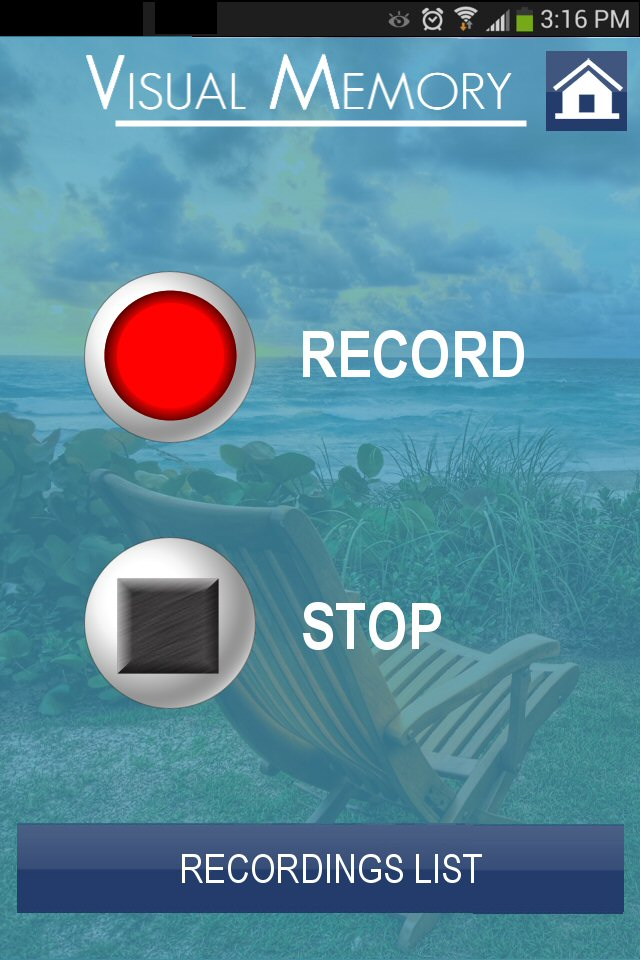 3:16 PM
VISUAL MEMORY
RECORD
STOP
RECORDINGS LIST